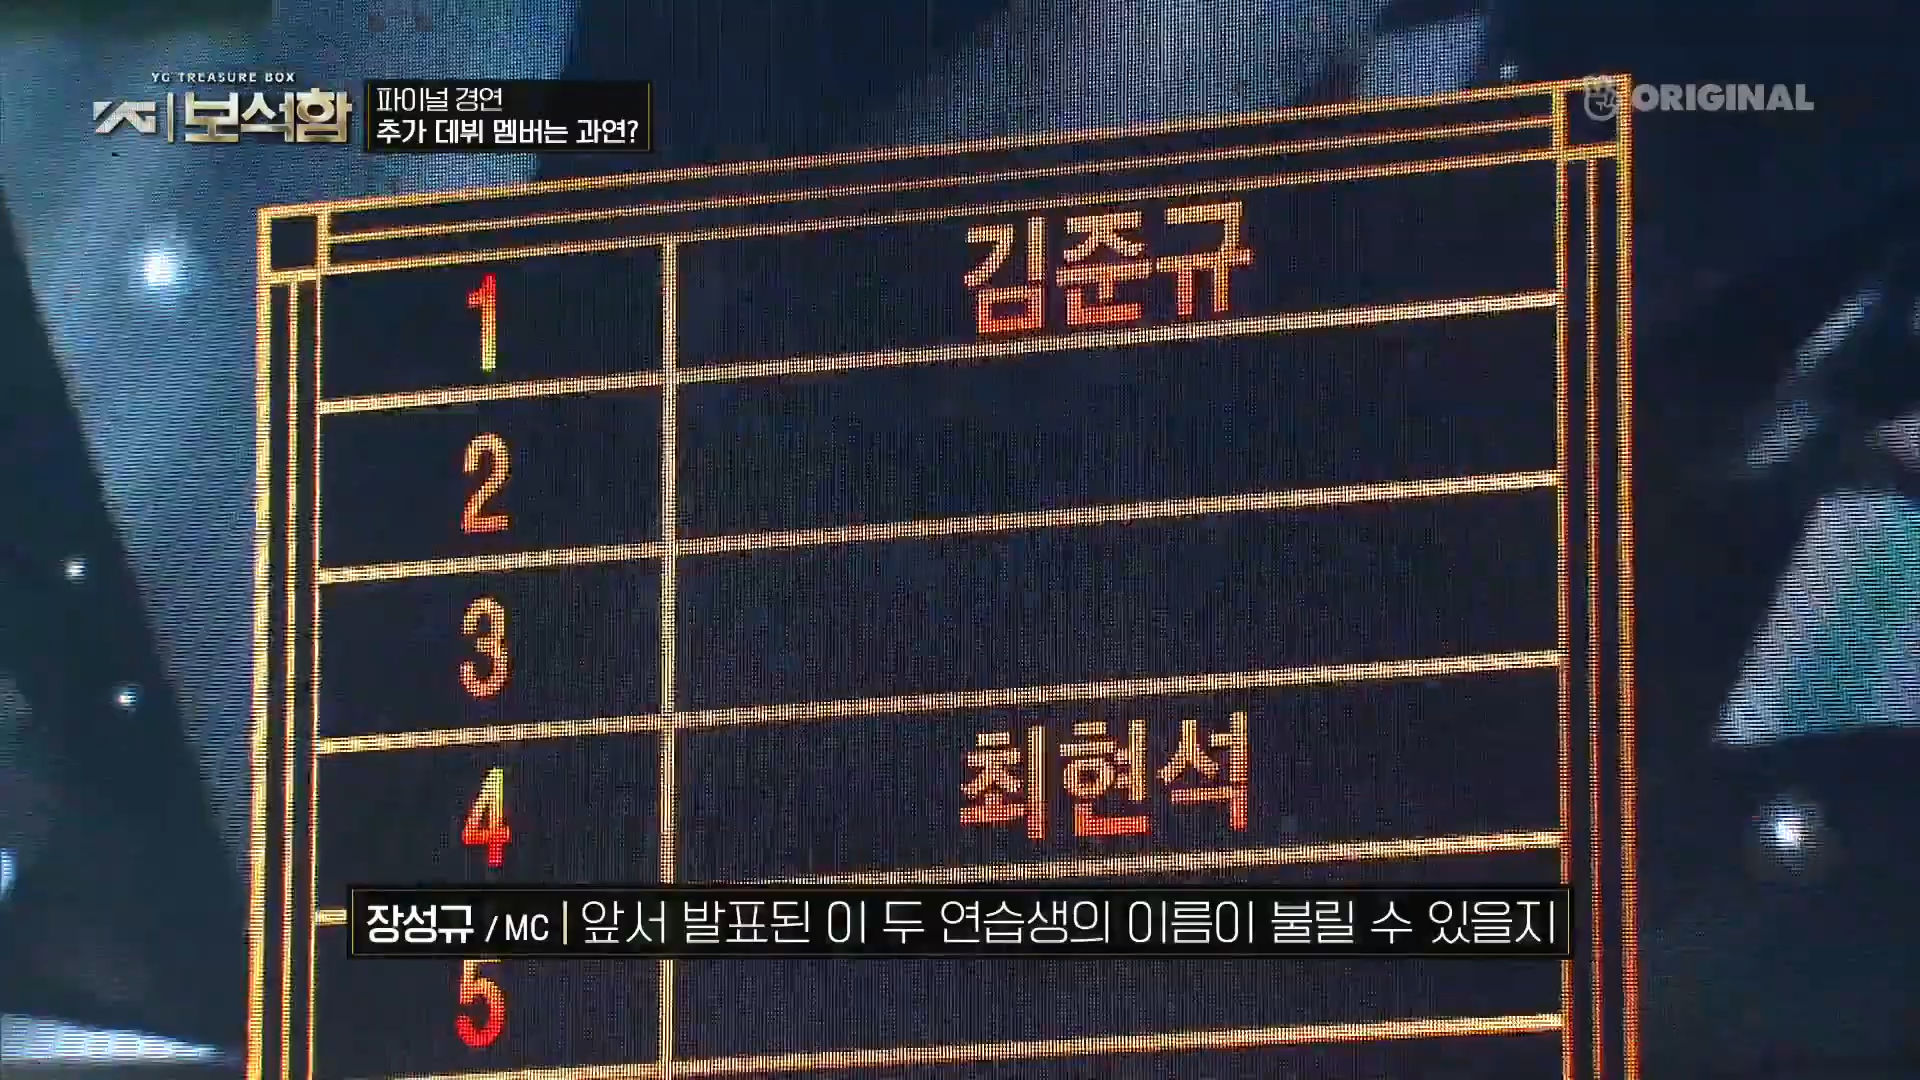 YG TREASURE BOX
YG 보석함
파이널 경연
추가 데뷔 멤버는 과연?
ORIGINAL
1 김준규
2
3
4 최현석
장성규 / MC 앞서 발표된 이 두 연습생의 이름이 불릴 수 있을지
5